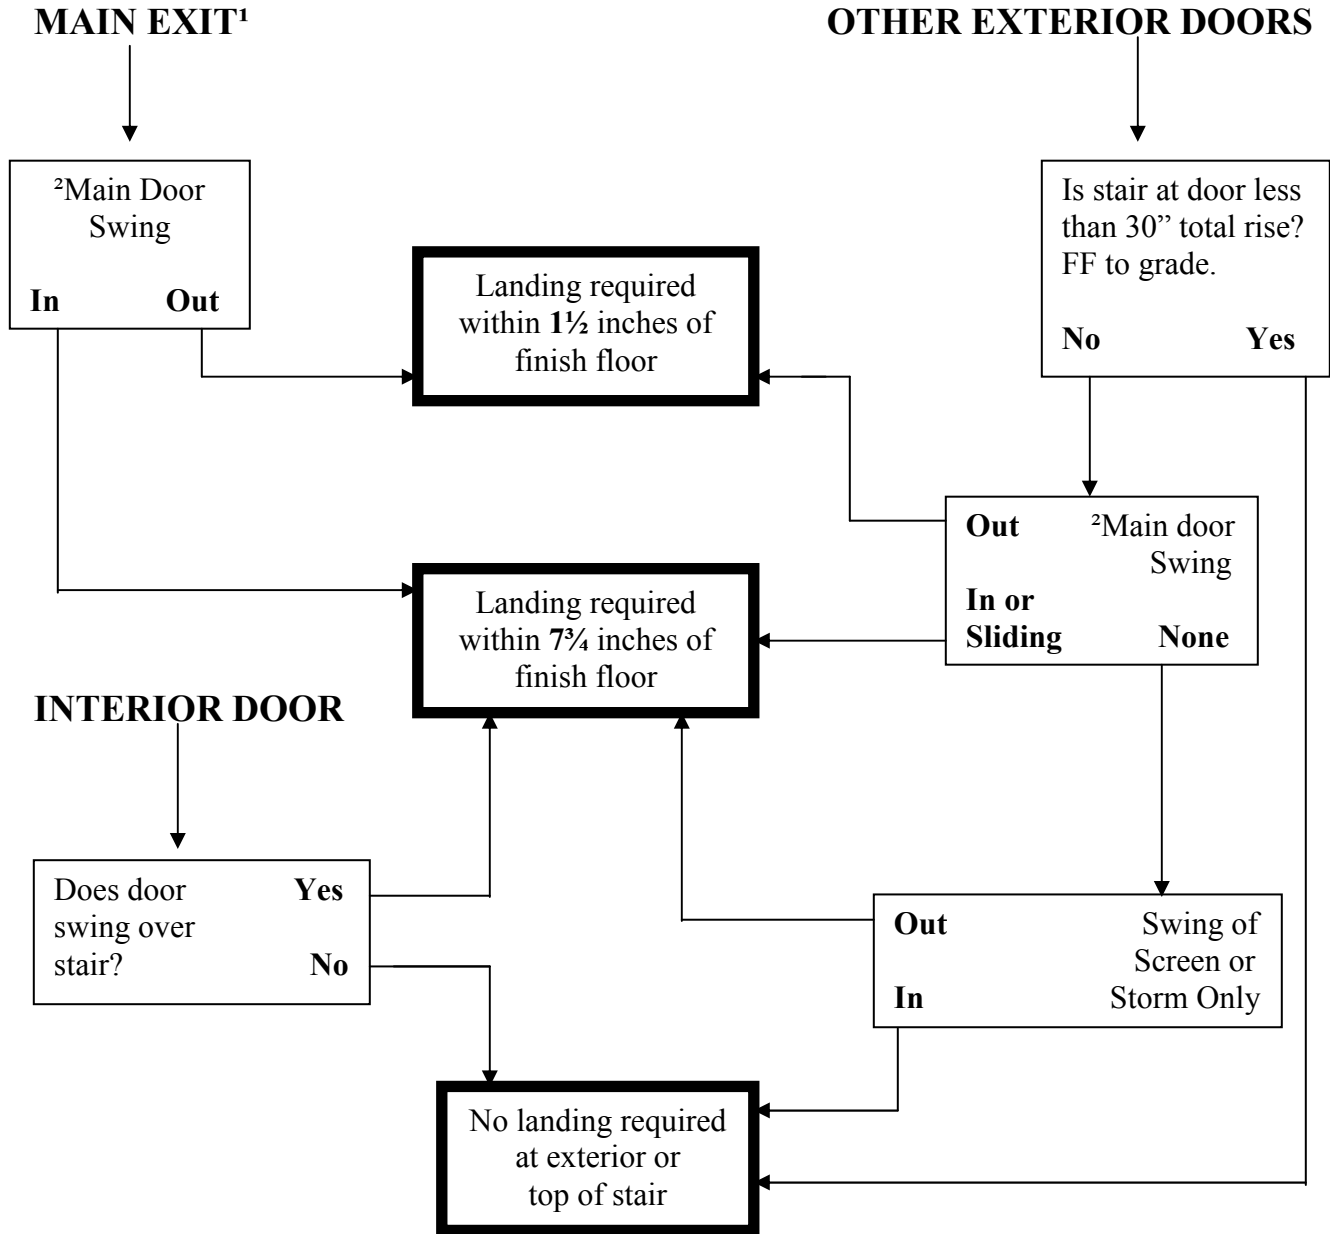 MAIN EXIT¹
OTHER EXTERIOR DOORS
²Main Door
Swing
In Out
Is stair at door less
than 30” total rise?
FF to grade.
No Yes
Landing required
within 1½ inches of
finish floor
Out ²Main door
Swing
In or
Sliding None
Landing required
within 7¾ inches of
finish floor
INTERIOR DOOR
Does door Yes
swing over
stair? No
Out Swing of
Screen or
In Storm Only
No landing required
at exterior or
top of stair